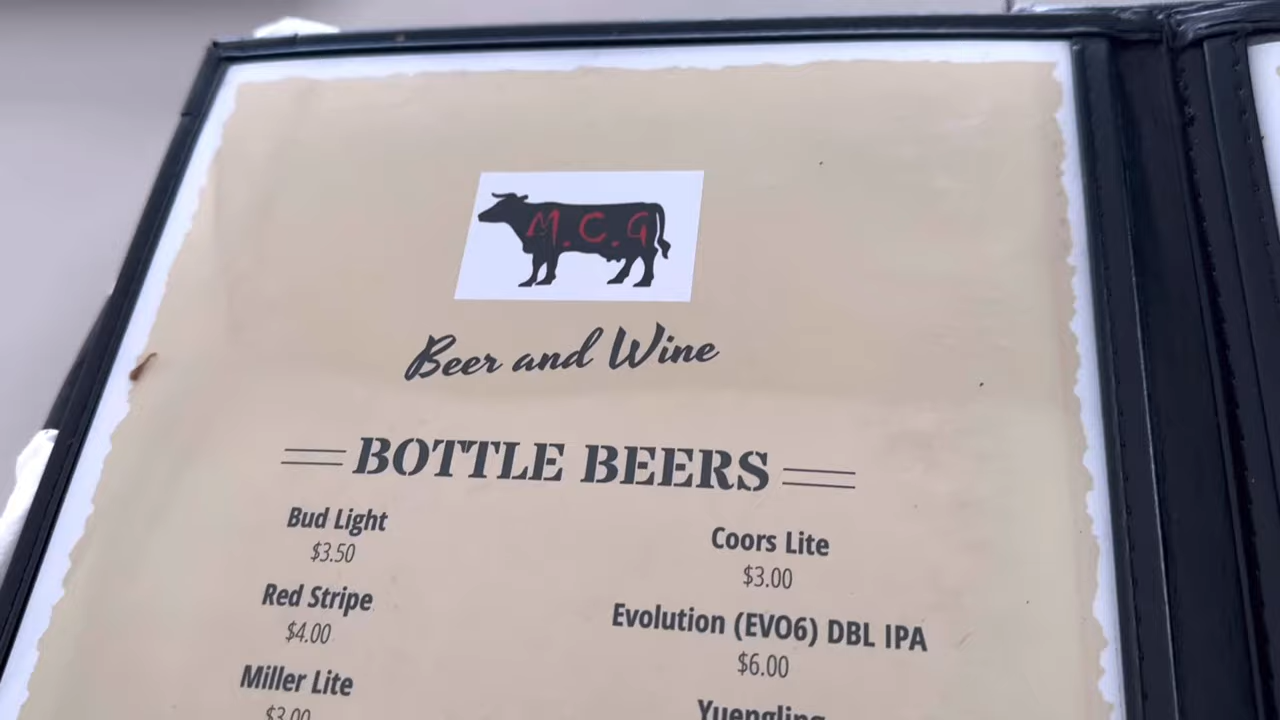 M.C.G
Beer and Wine
BOTTLE BEERS
Bud Light
$3.50
Red Stripe
$4.00
Miller Lite
$3.00
Coors Lite
$3.00
Evolution (EVO6) DBL IPA
$6.00
Yuengling